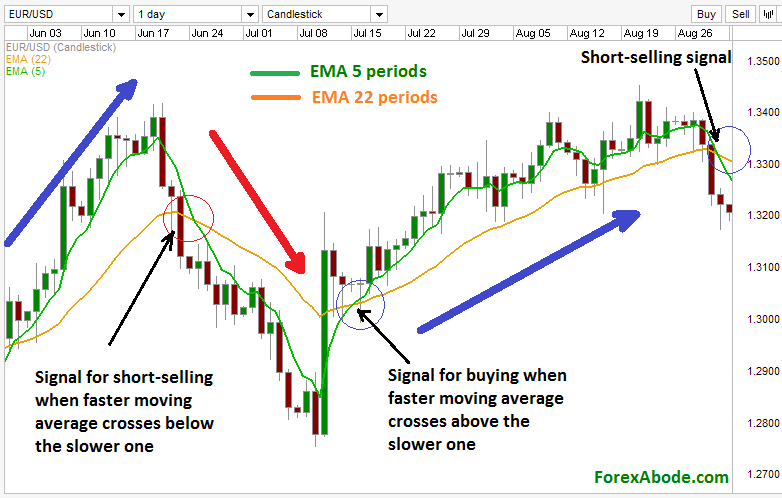 EUR/USD 1 day Candlestick Buy Sell
Jun 03 Jun 10 Jun 17 Jun 24 Jul 01 Jul 08 Jul 15 Jul 22 Jul 29 Aug 05 Aug 12 Aug 19 Aug 26
EUR/USD (Candlestick)
EMA (22)
EMA (5)
EMA 5 periods
EMA 22 periods
Short-selling signal
1.3500
1.3400
1.3300
1.3200
1.3100
1.3000
1.2900
1.2800
1.2700
Signal for short-selling
when faster moving
average crosses below
the slower one
Signal for buying when
faster moving average
crosses above the
slower one
ForexAbode.com